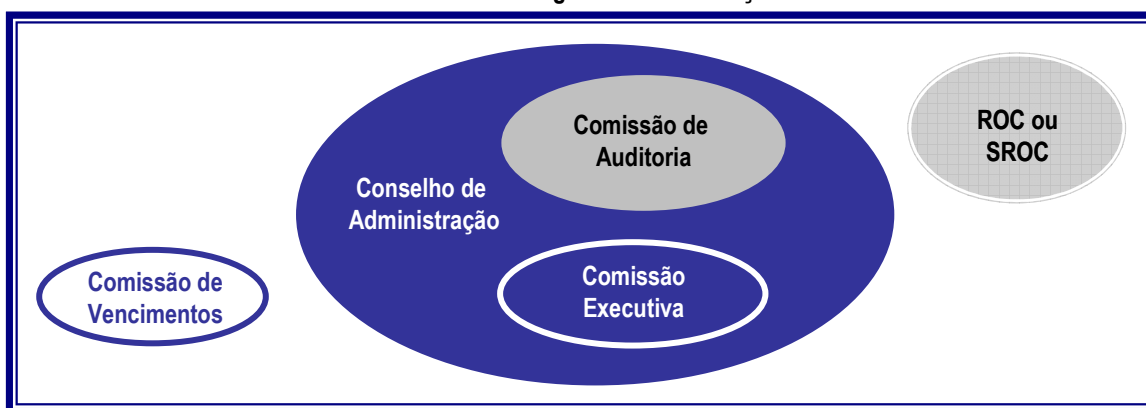 Comissão de
Auditoria
ROC ou
SROC
Conselho de
Administração
Comissão de
Vencimentos
Comissão
Executiva